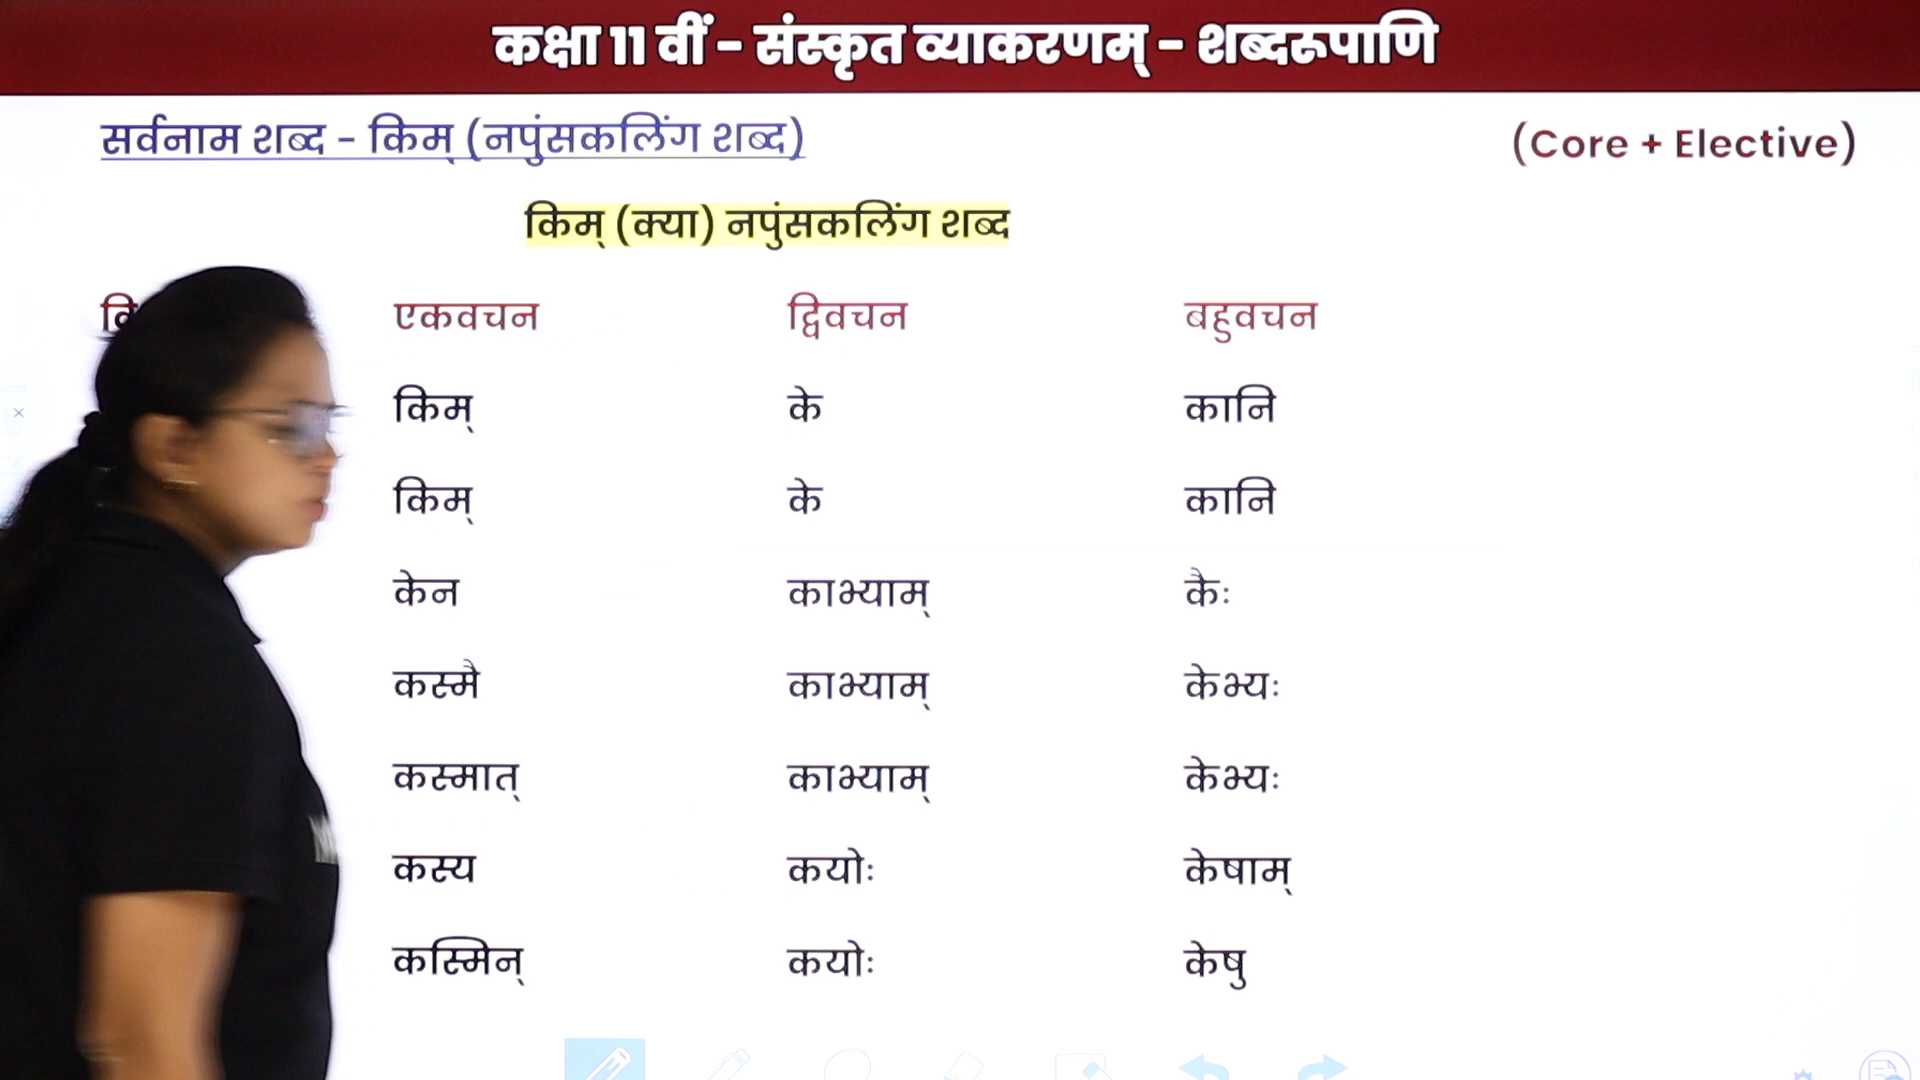 कक्षा 11 वीं - संस्कृत व्याकरणम् - शब्दरूपाणि
सर्वनाम शब्द - किम् (नपुंसकलिंग शब्द) (Core + Elective)
किम् (क्या) नपुंसकलिंग शब्द
एकवचन द्विवचन बहुवचन
किम् के कानि
किम् के कानि
केन काभ्याम् कैः
कस्मै काभ्याम् केभ्यः
कस्मात् काभ्याम् केभ्यः
कस्य कयोः केषाम्
कस्मिन् कयोः केषु